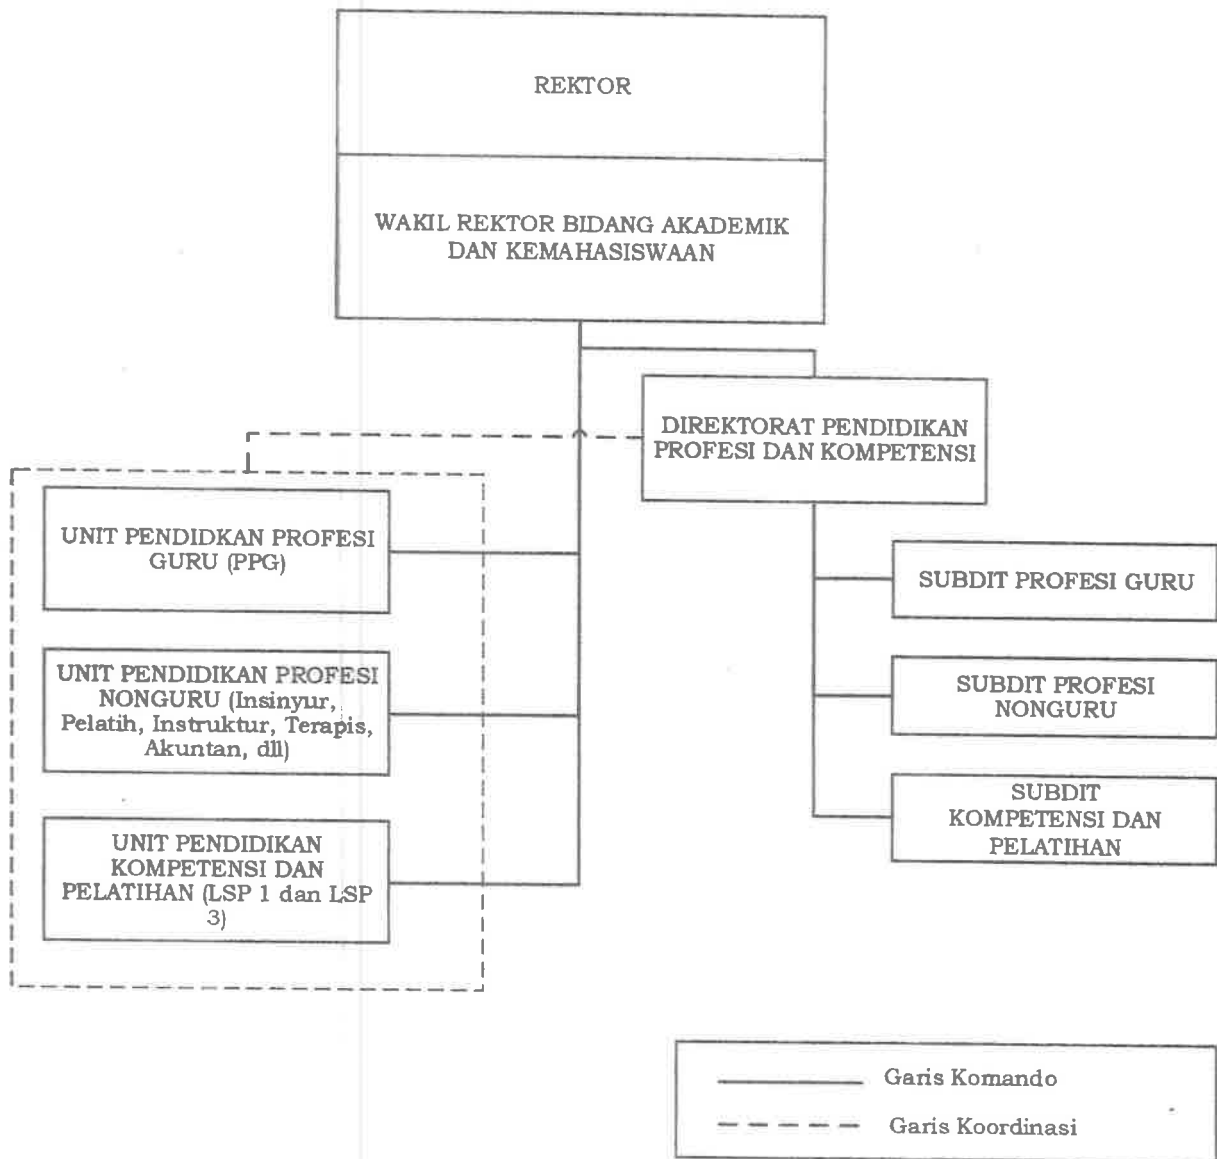 REKTOR
WAKIL REKTOR BIDANG AKADEMIK
DAN KEMAHASISWAAN
DIREKTORAT PENDIDIKAN
PROFESI DAN KOMPETENSI
UNIT PENDIDKAN PROFESI
GURU (PPG)
UNIT PENDIDIKAN PROFESI
NONGURU (Insinyur,
Pelatih, Instruktur, Terapis,
Akuntan, dll)
UNIT PENDIDIKAN
KOMPETENSI DAN
PELATIHAN (LSP 1 dan LSP
3)
SUBDIT PROFESI GURU
SUBDIT PROFESI
NONGURU
SUBDIT
KOMPETENSI DAN
PELATIHAN
Garis Komando
Garis Koordinasi